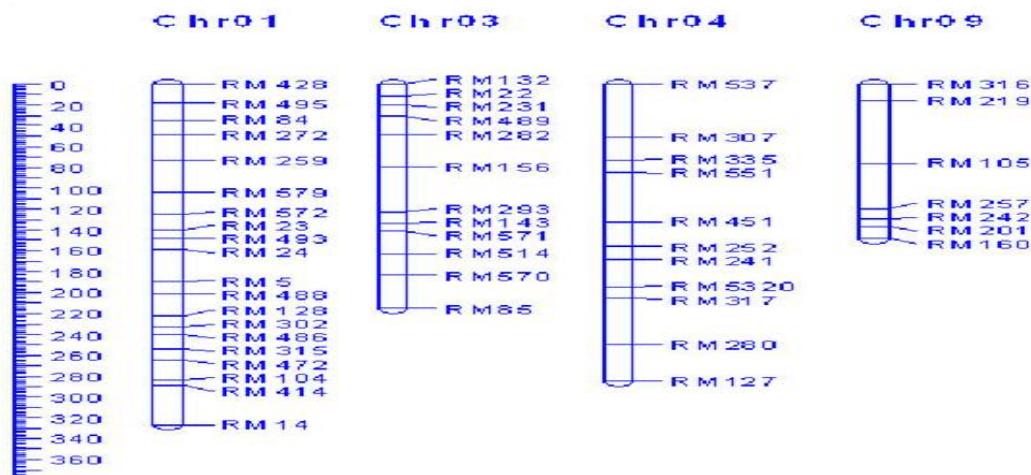 Chr01
Chr03
Chr04
Chr09
0
20
40
60
80
100
120
140
160
180
200
220
240
260
280
300
320
340
360
RM428
RM495
RM84
RM272
RM259
RM579
RM572
RM23
RM493
RM24
RM5
RM488
RM128
RM302
RM486
RM315
RM472
RM104
RM414
RM14
RM132
RM22
RM231
RM489
RM282
RM156
RM293
RM143
RM571
RM514
RM570
RM85
RM537
RM307
RM335
RM551
RM451
RM252
RM241
RM5320
RM317
RM280
RM127
RM316
RM219
RM105
RM257
RM242
RM201
RM160